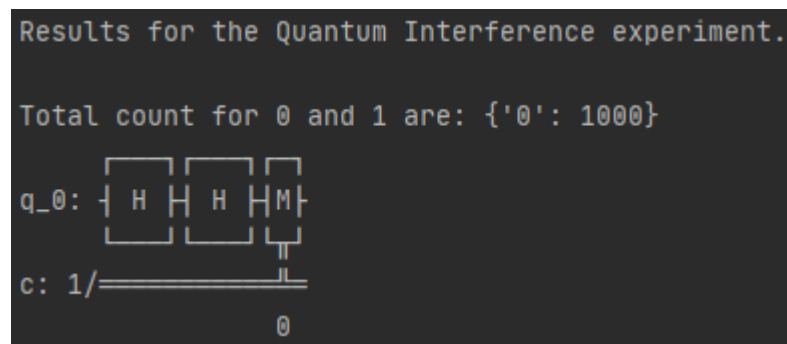 Results for the Quantum Interference experiment.
Total count for 0 and 1 are: {'0': 1000}
q_0: ┤ H ├┤ H ├┤M├
c: 1/═══════════╩═
0